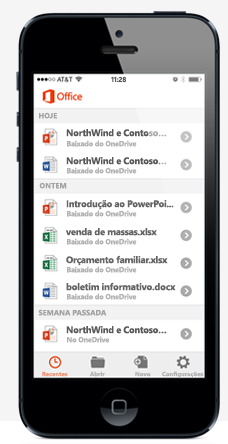 AT&T 11:28
Office
HOJE
NorthWind e Contoso...
Baixado do OneDrive
NorthWind e Contoso...
Baixado do OneDrive
ONTEM
Introdução ao PowerPoi...
Baixado do OneDrive
venda de massas.xlsx
Baixado do OneDrive
Orçamento familiar.xlsx
Baixado do OneDrive
boletim informativo.docx
Baixado do OneDrive
SEMANA PASSADA
NorthWind e Contoso...
No OneDrive
Recentes Abrir Novo Configurações